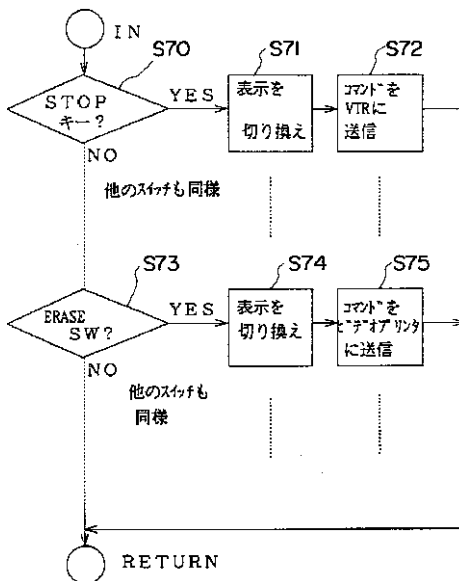 IN
S70
S71
S72
STOP
キー?
YES
表示を
切り換え
コマンドを
VTRに
送信
NO
他のスイッチも同様
S73
S74
S75
ERASE
SW?
YES
表示を
切り換え
コマンドを
ビデオプリンタ
に送信
NO
他のスイッチも
同様
RETURN